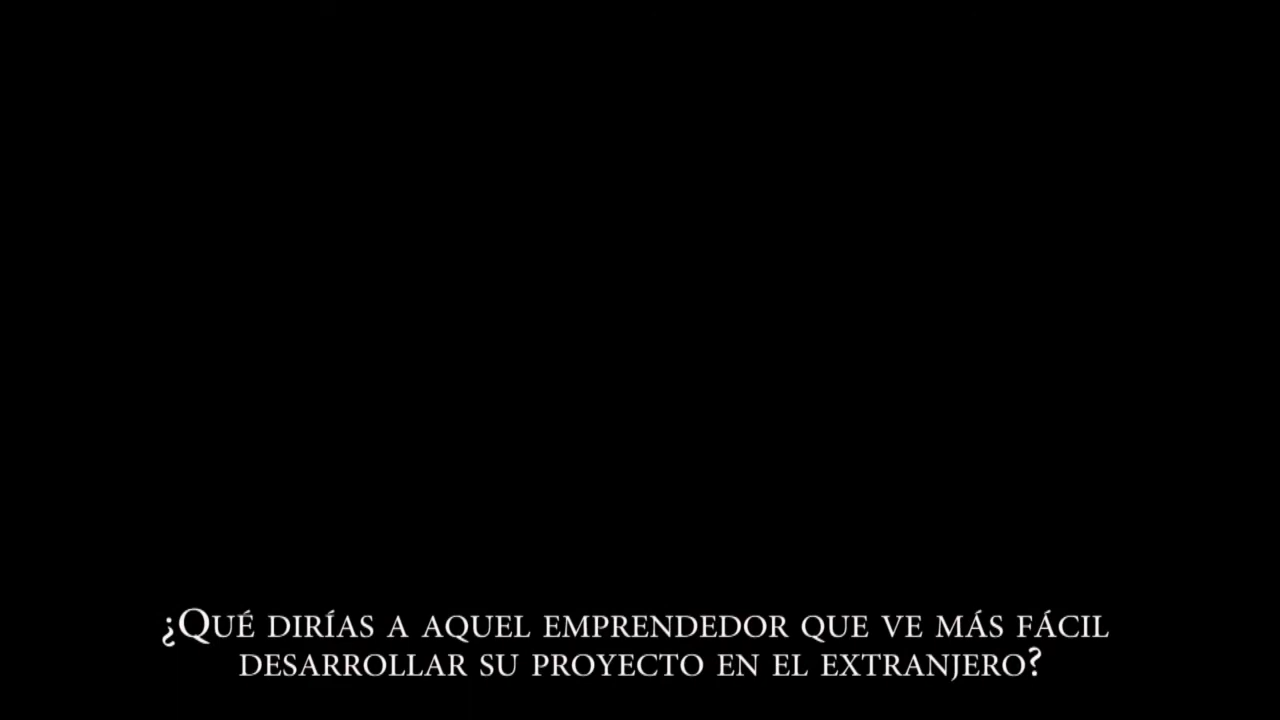 ¿Qué dirías a aquel emprendedor que ve más fácil
desarrollar su proyecto en el extranjero?